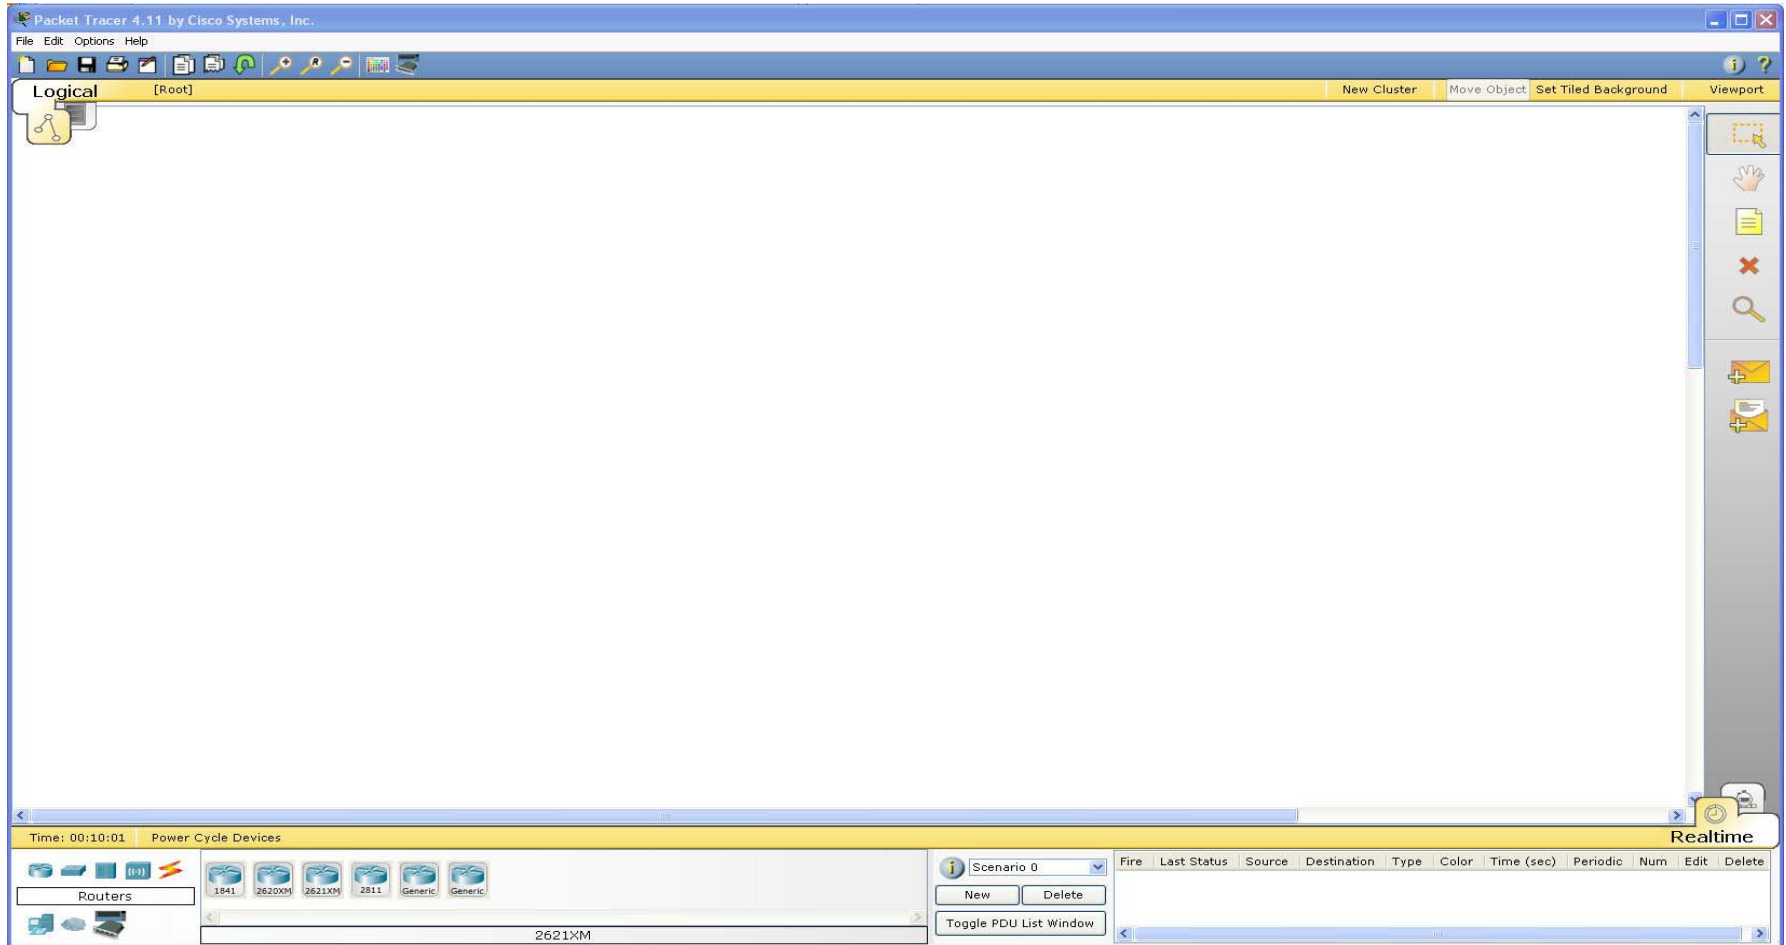 Packet Tracer 4.11 by Cisco Systems, Inc.
File Edit Options Help
Logical [Root] New Cluster Move Object Set Tiled Background Viewport
Time: 00:10:01 Power Cycle Devices Realtime
Routers
1841 2620XM 2621XM 2811 Generic Generic
2621XM
Scenario 0
New Delete
Toggle PDU List Window
Fire Last Status Source Destination Type Color Time (sec) Periodic Num Edit Delete